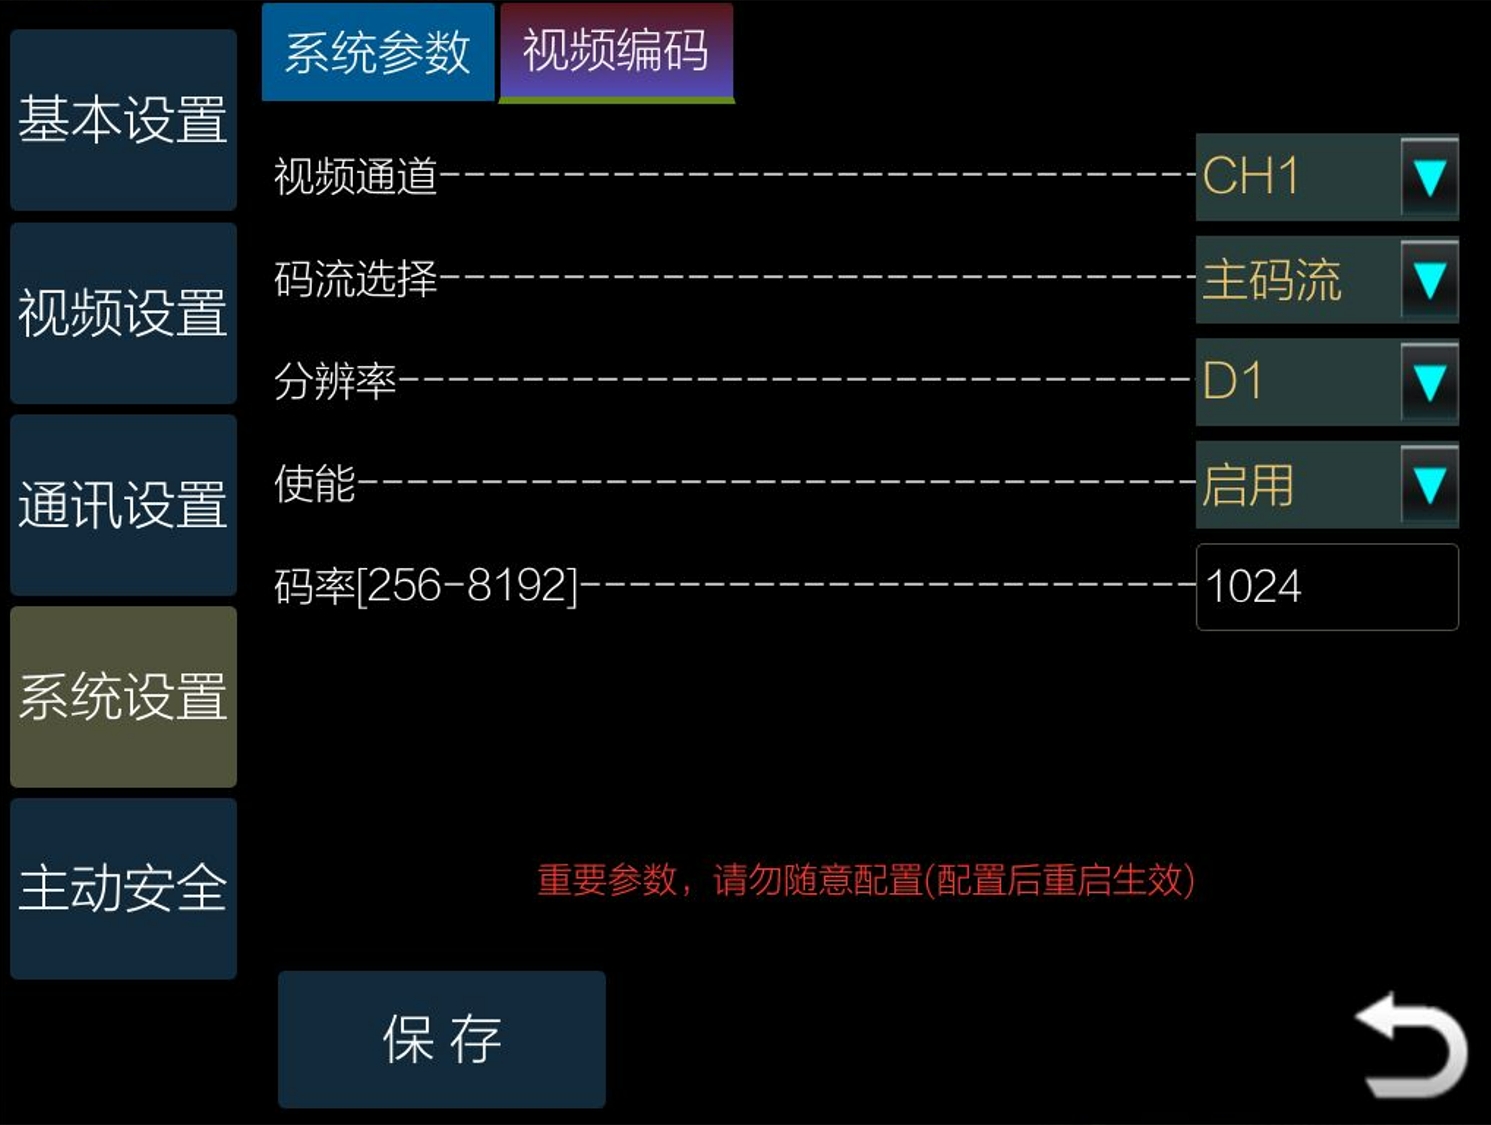 系统参数 视频编码
基本设置
视频设置
通讯设置
系统设置
主动安全
视频通道 CH1
码流选择 主码流
分辨率 D1
使能 启用
码率[256-8192] 1024
重要参数，请勿随意配置(配置后重启生效)
保存